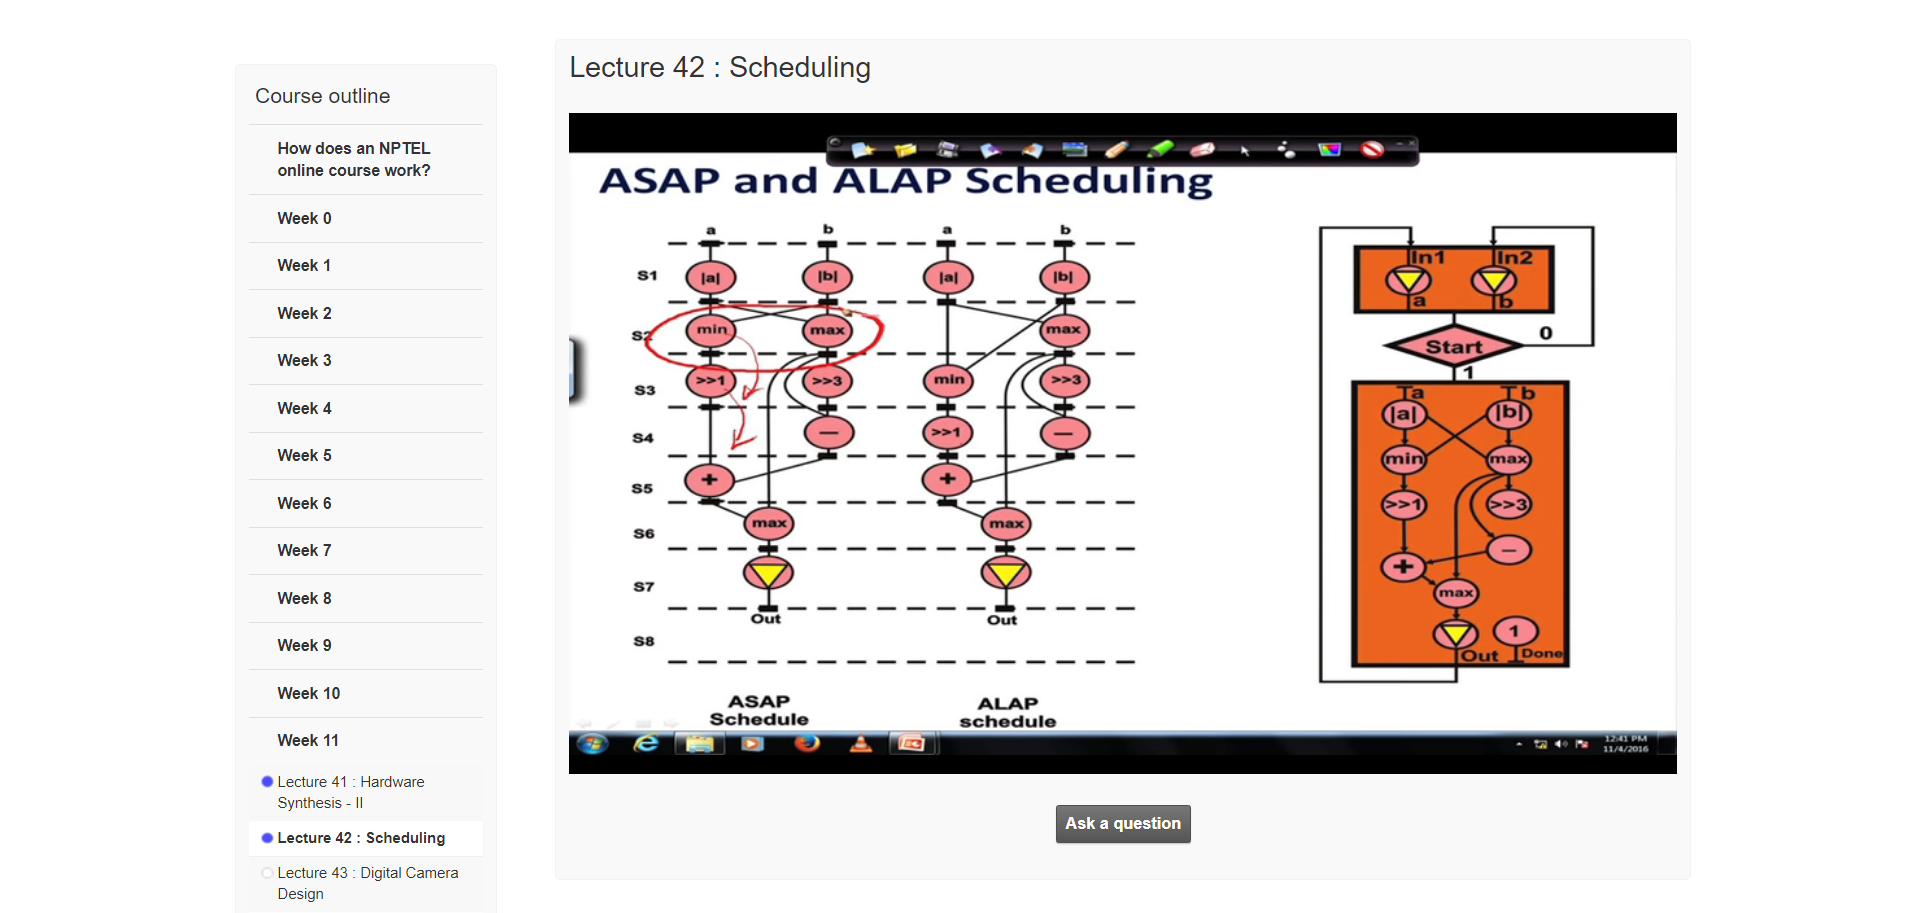 Course outline
How does an NPTEL
online course work?
Week 0
Week 1
Week 2
Week 3
Week 4
Week 5
Week 6
Week 7
Week 8
Week 9
Week 10
Week 11
Lecture 41 : Hardware
Synthesis - II
Lecture 42 : Scheduling
Lecture 43 : Digital Camera
Design
Lecture 42 : Scheduling
ASAP and ALAP Scheduling
a b a b
S1 |a| |b| |a| |b|
S2 min max max
S3 >>1 >>3 min >>3
S4 — >>1 —
S5 + +
S6 max max
S7
Out Out
S8
ASAP
Schedule
ALAP
schedule
In1 In2
a b
Start
0
1
a b
|a| |b|
min max
>>1 >>3
—
+
max
1
Out Done
12:41 PM
11/4/2016
Ask a question